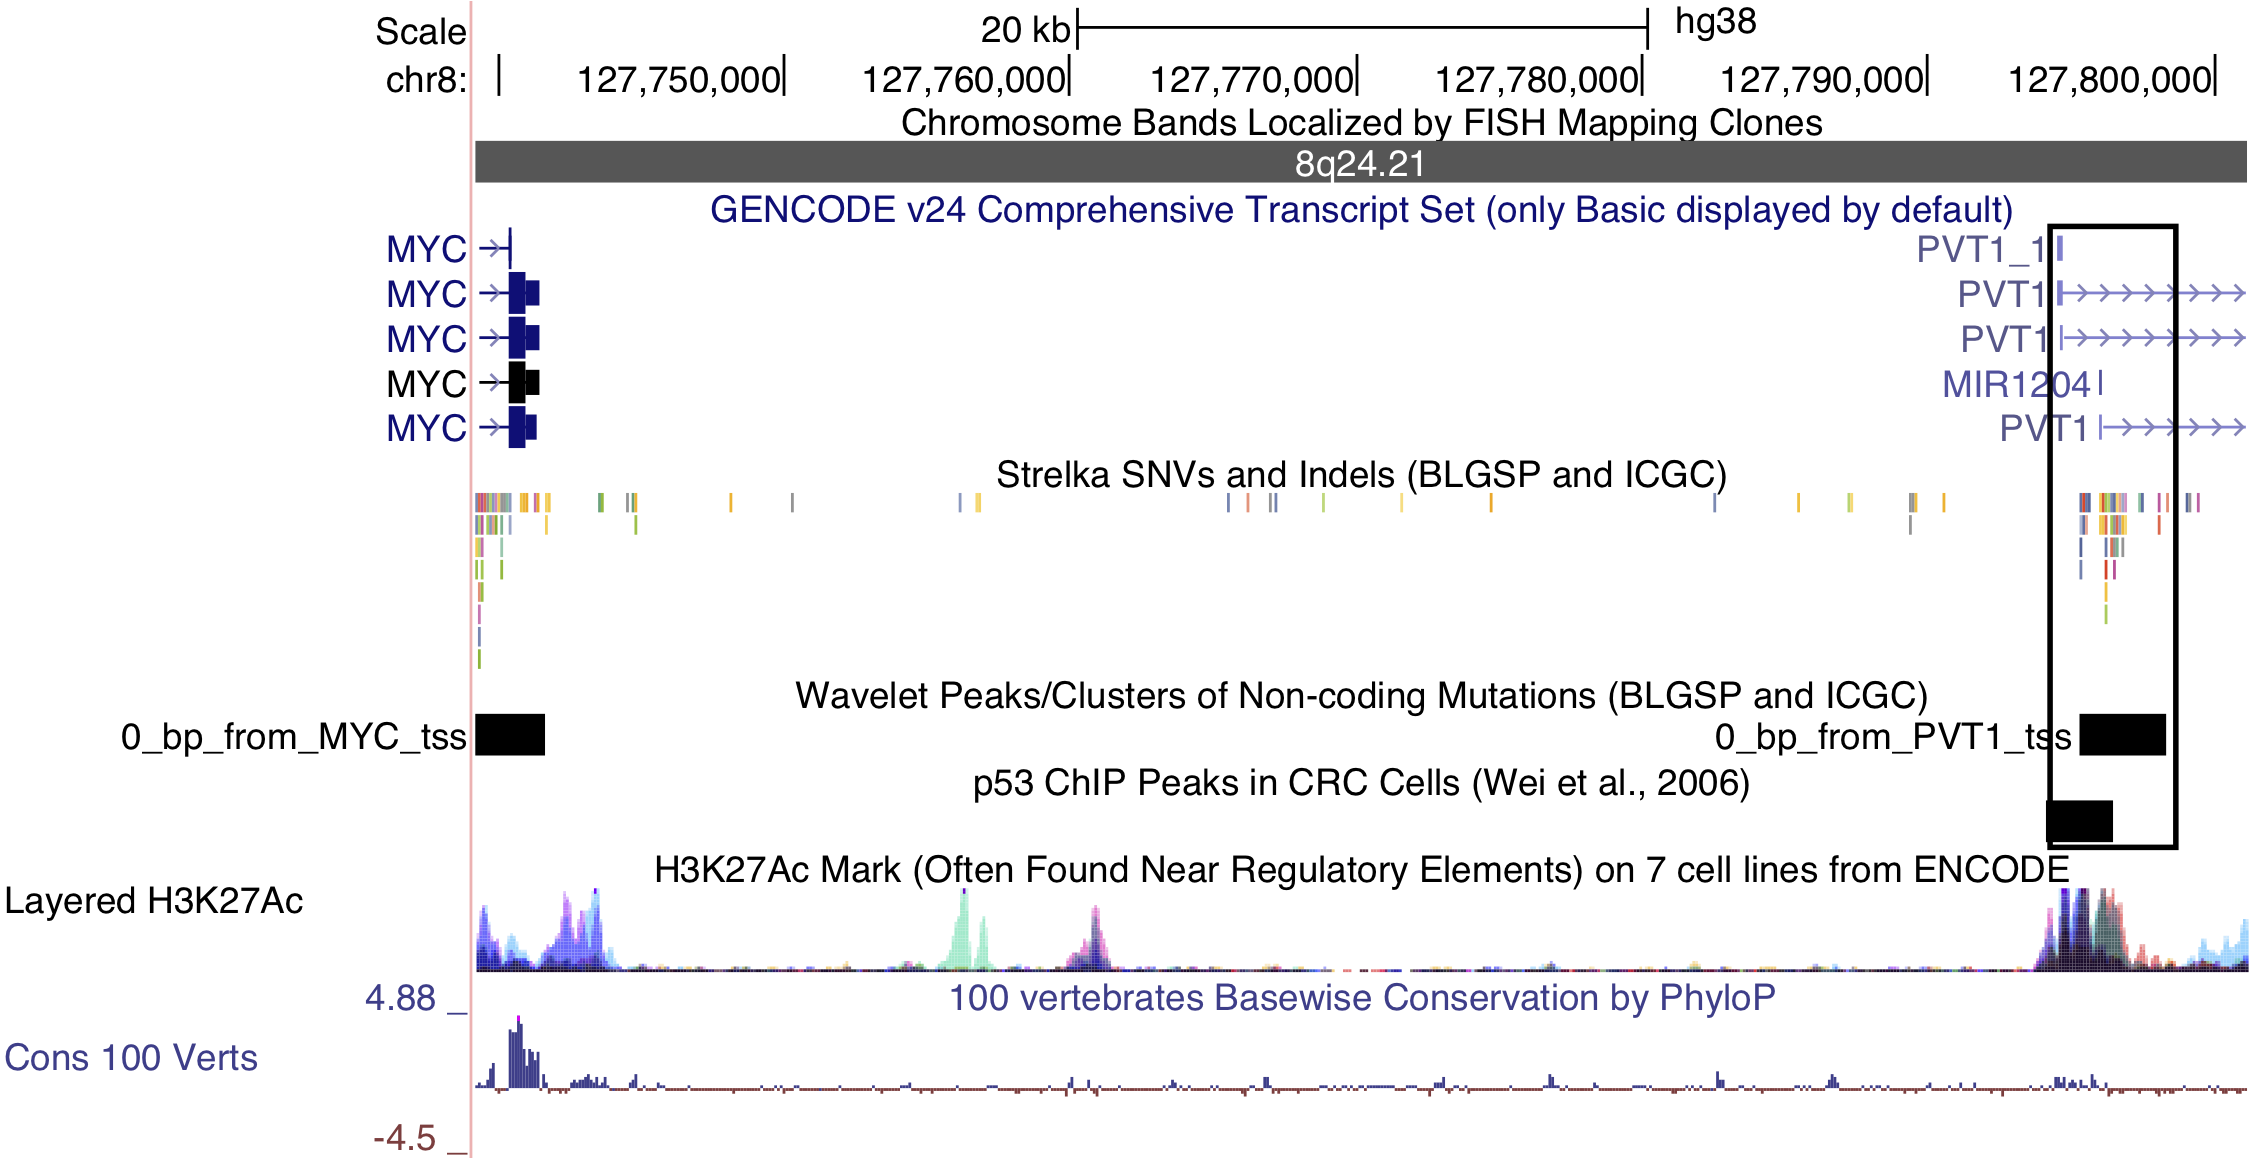 Scale 20 kb hg38
chr8: 127,750,000 127,760,000 127,770,000 127,780,000 127,790,000 127,800,000
Chromosome Bands Localized by FISH Mapping Clones
8q24.21
GENCODE v24 Comprehensive Transcript Set (only Basic displayed by default)
MYC PVT1_1
MYC PVT1
MYC PVT1
MYC MIR1204
MYC PVT1
Strelka SNVs and Indels (BLGSP and ICGC)
Wavelet Peaks/Clusters of Non-coding Mutations (BLGSP and ICGC)
0_bp_from_MYC_tss 0_bp_from_PVT1_tss
p53 ChIP Peaks in CRC Cells (Wei et al., 2006)
H3K27Ac Mark (Often Found Near Regulatory Elements) on 7 cell lines from ENCODE
Layered H3K27Ac
4.88 _ 100 vertebrates Basewise Conservation by PhyloP
Cons 100 Verts
-4.5 _